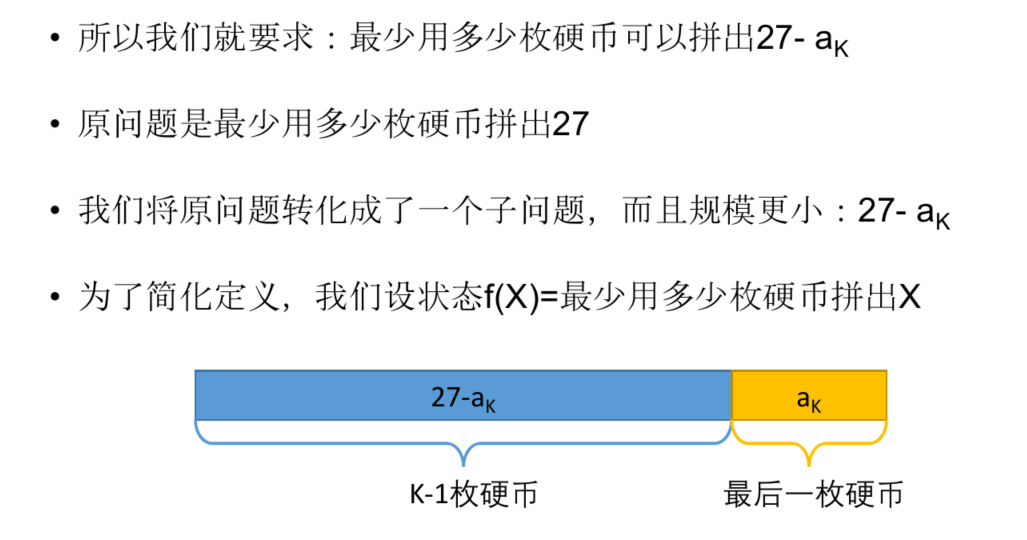 • 所以我们就要求：最少用多少枚硬币可以拼出27- aK
• 原问题是最少用多少枚硬币拼出27
• 我们将原问题转化成了一个子问题，而且规模更小：27- aK
• 为了简化定义，我们设状态f(X)=最少用多少枚硬币拼出X
27-aK aK
K-1枚硬币 最后一枚硬币